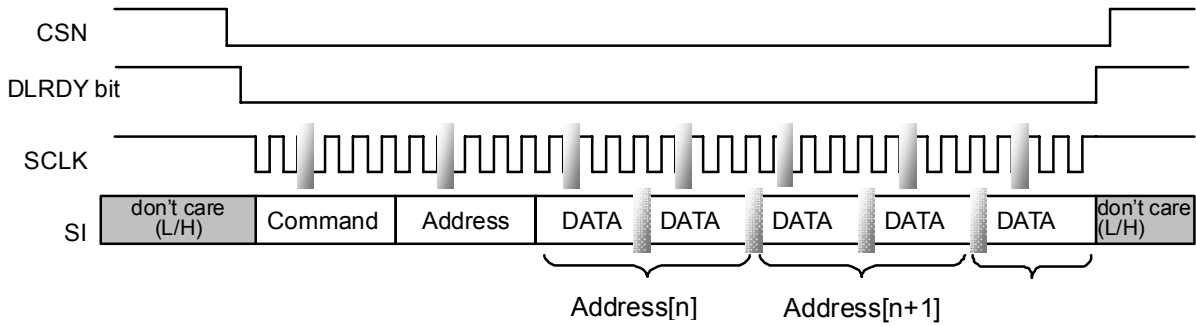 CSN
DLRDY bit
SCLK
SI
don't care
(L/H)
Command
Address
DATA
DATA
DATA
DATA
DATA
don't care
(L/H)
Address[n]
Address[n+1]